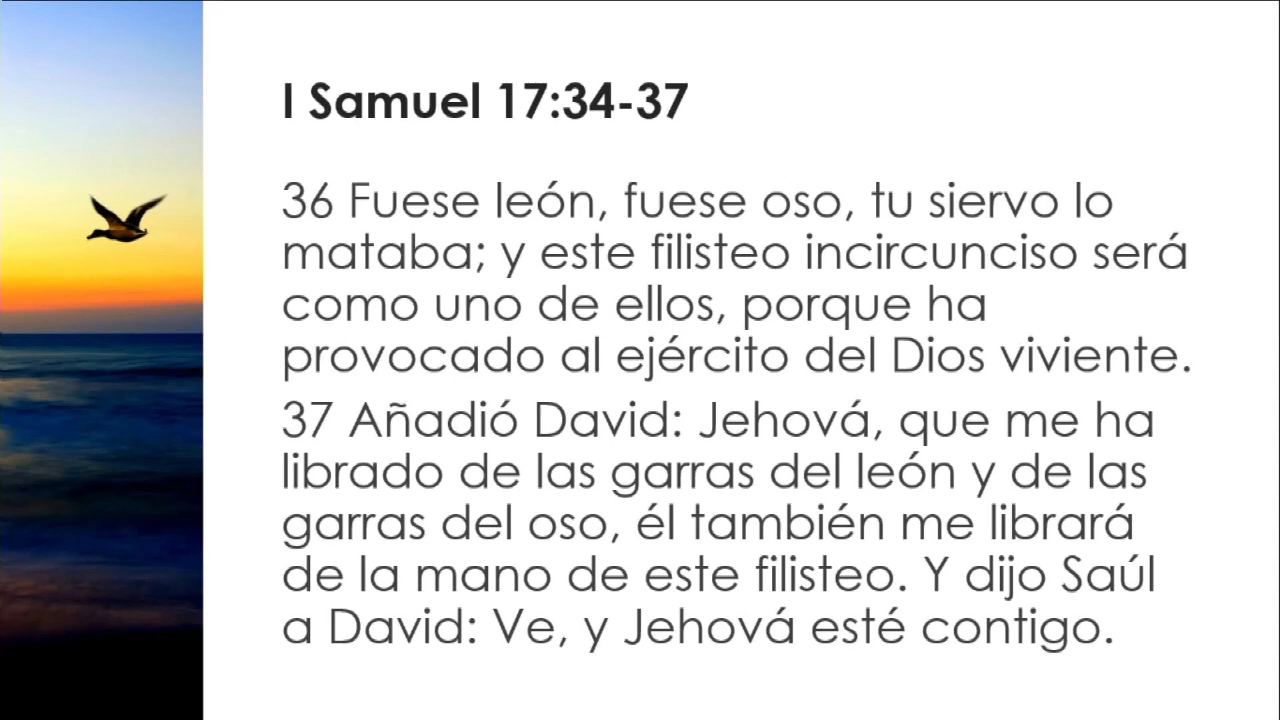 I Samuel 17:34-37
36 Fuese león, fuese oso, tu siervo lo
mataba; y este filisteo incircunciso será
como uno de ellos, porque ha
provocado al ejército del Dios viviente.
37 Añadió David: Jehová, que me ha
librado de las garras del león y de las
garras del oso, él también me librará
de la mano de este filisteo. Y dijo Saúl
a David: Ve, y Jehová esté contigo.